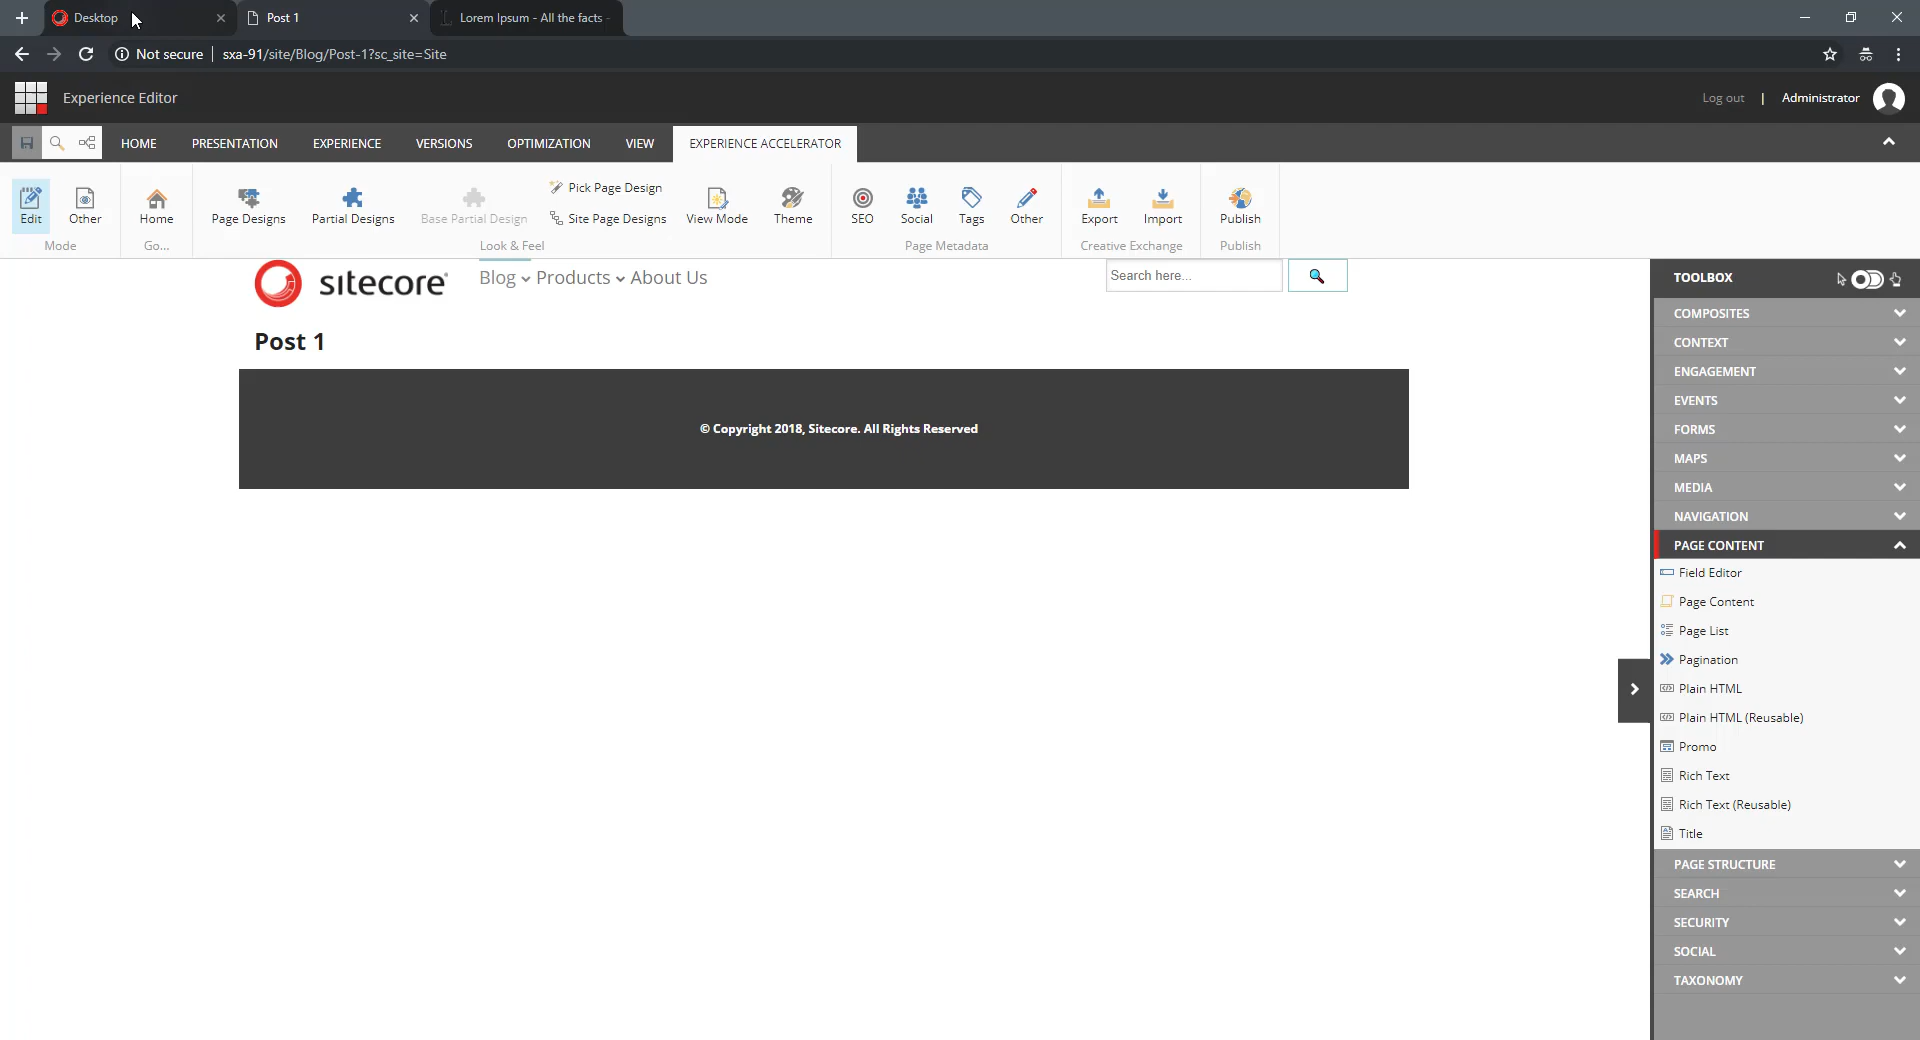 Desktop
Post 1
Lorem Ipsum - All the facts -
Not secure | sxa-91/site/Blog/Post-1?sc_site=Site
Experience Editor
Log out | Administrator
HOME PRESENTATION EXPERIENCE VERSIONS OPTIMIZATION VIEW EXPERIENCE ACCELERATOR
Edit
Other
Mode
Home
Go...
Page Designs
Partial Designs
Base Partial Design
Pick Page Design
Site Page Designs
View Mode
Theme
Look & Feel
SEO
Social
Tags
Other
Page Metadata
Export
Import
Creative Exchange
Publish
Publish
sitecore
Blog Products About Us
Search here...
Post 1
© Copyright 2018, Sitecore. All Rights Reserved
TOOLBOX
COMPOSITES
CONTEXT
ENGAGEMENT
EVENTS
FORMS
MAPS
MEDIA
NAVIGATION
PAGE CONTENT
Field Editor
Page Content
Page List
Pagination
Plain HTML
Plain HTML (Reusable)
Promo
Rich Text
Rich Text (Reusable)
Title
PAGE STRUCTURE
SEARCH
SECURITY
SOCIAL
TAXONOMY